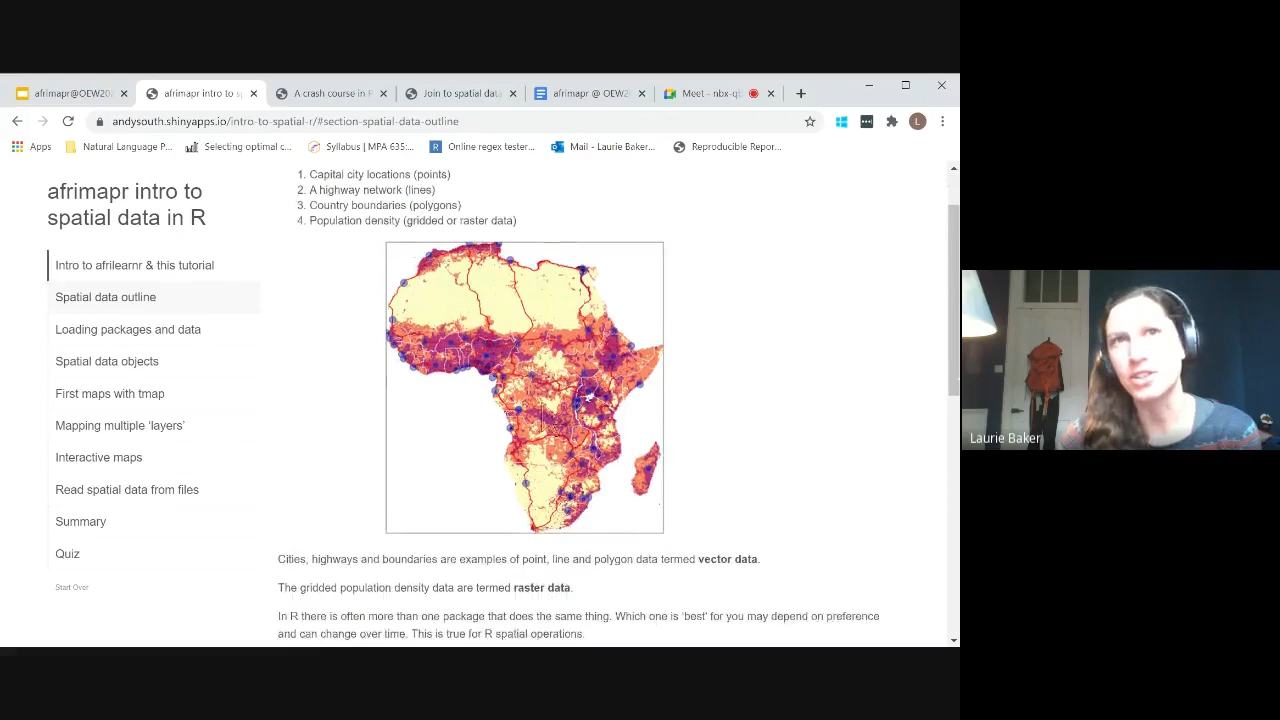 afrimapr@OEW202
afrimapr intro to sp
A crash course in R
Join to spatial data
afrimapr @ OEW20
Meet – nbx-qt
andysouth.shinyapps.io/intro-to-spatial-r/#section-spatial-data-outline
L
Apps
Natural Language P...
Selecting optimal c...
Syllabus | MPA 635:...
Online regex tester...
Mail - Laurie Baker...
Reproducible Repor...
afrimapr intro to
spatial data in R
Intro to afrilearnr & this tutorial
Spatial data outline
Loading packages and data
Spatial data objects
First maps with tmap
Mapping multiple ‘layers’
Interactive maps
Read spatial data from files
Summary
Quiz
Start Over
1. Capital city locations (points)
2. A highway network (lines)
3. Country boundaries (polygons)
4. Population density (gridded or raster data)
Cities, highways and boundaries are examples of point, line and polygon data termed vector data.
The gridded population density data are termed raster data.
In R there is often more than one package that does the same thing. Which one is ‘best’ for you may depend on preference
and can change over time. This is true for R spatial operations.
Laurie Baker